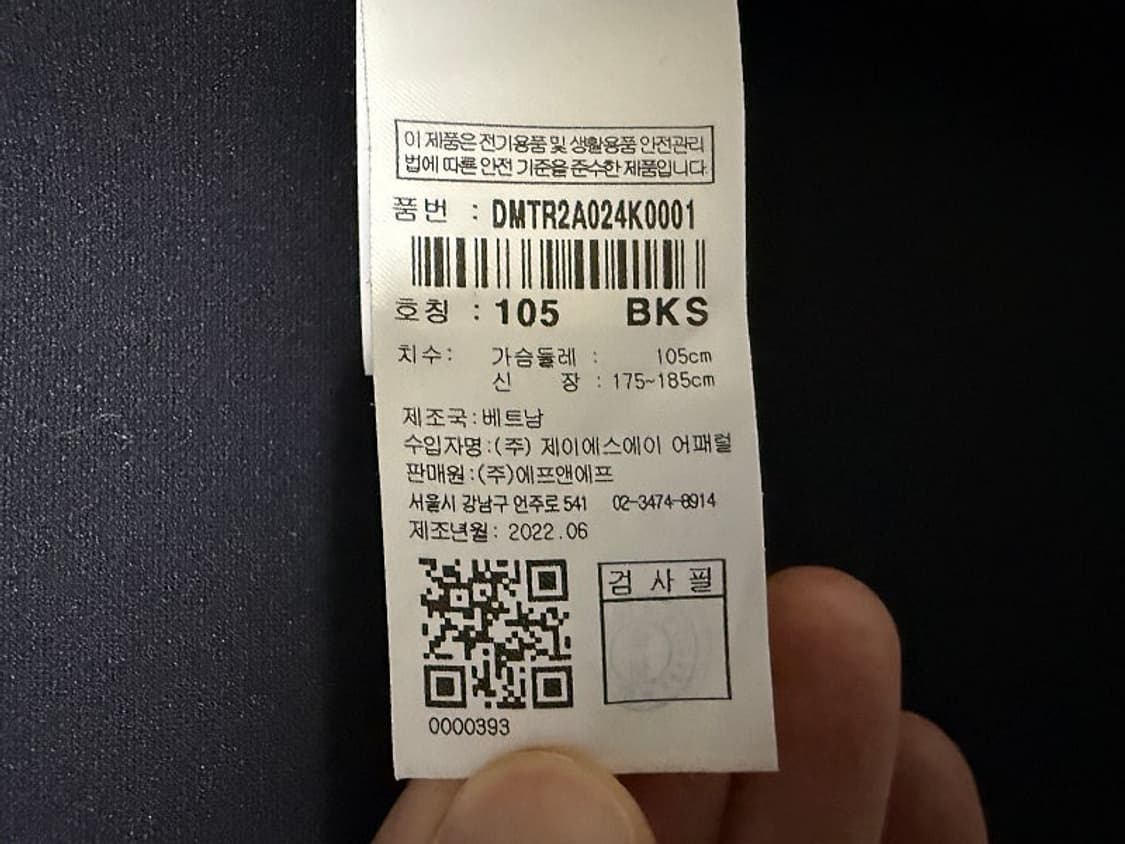 이 제품은 전기용품 및 생활용품 안전관리
법에 따른 안전 기준을 준수한 제품입니다.
품번 : DMTR2A024K0001
호칭 : 105 BKS
치수: 가슴둘레 : 105cm
신 장 : 175~185cm
제조국:베트남
수입자명:(주) 제이에스에이 어패럴
판매원:(주)에프앤에프
서울시 강남구 언주로 541 02-3474-8914
제조년월: 2022.06
검 사 필
0000393